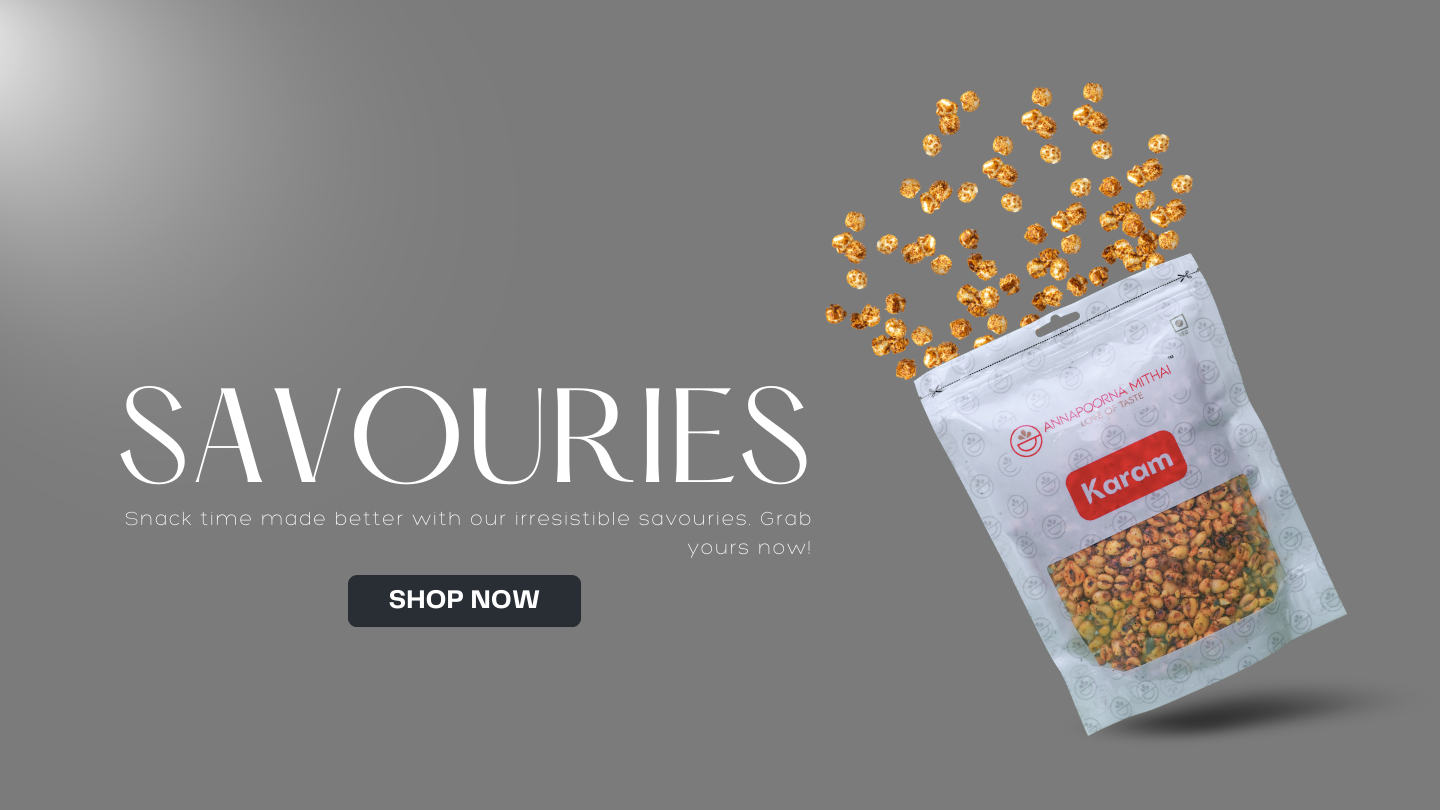 SAVOURIES
Snack time made better with our irresistible savouries. Grab
yours now!
SHOP NOW
ANNAPOORNA MITHAI™
LOVE OF TASTE
Karam